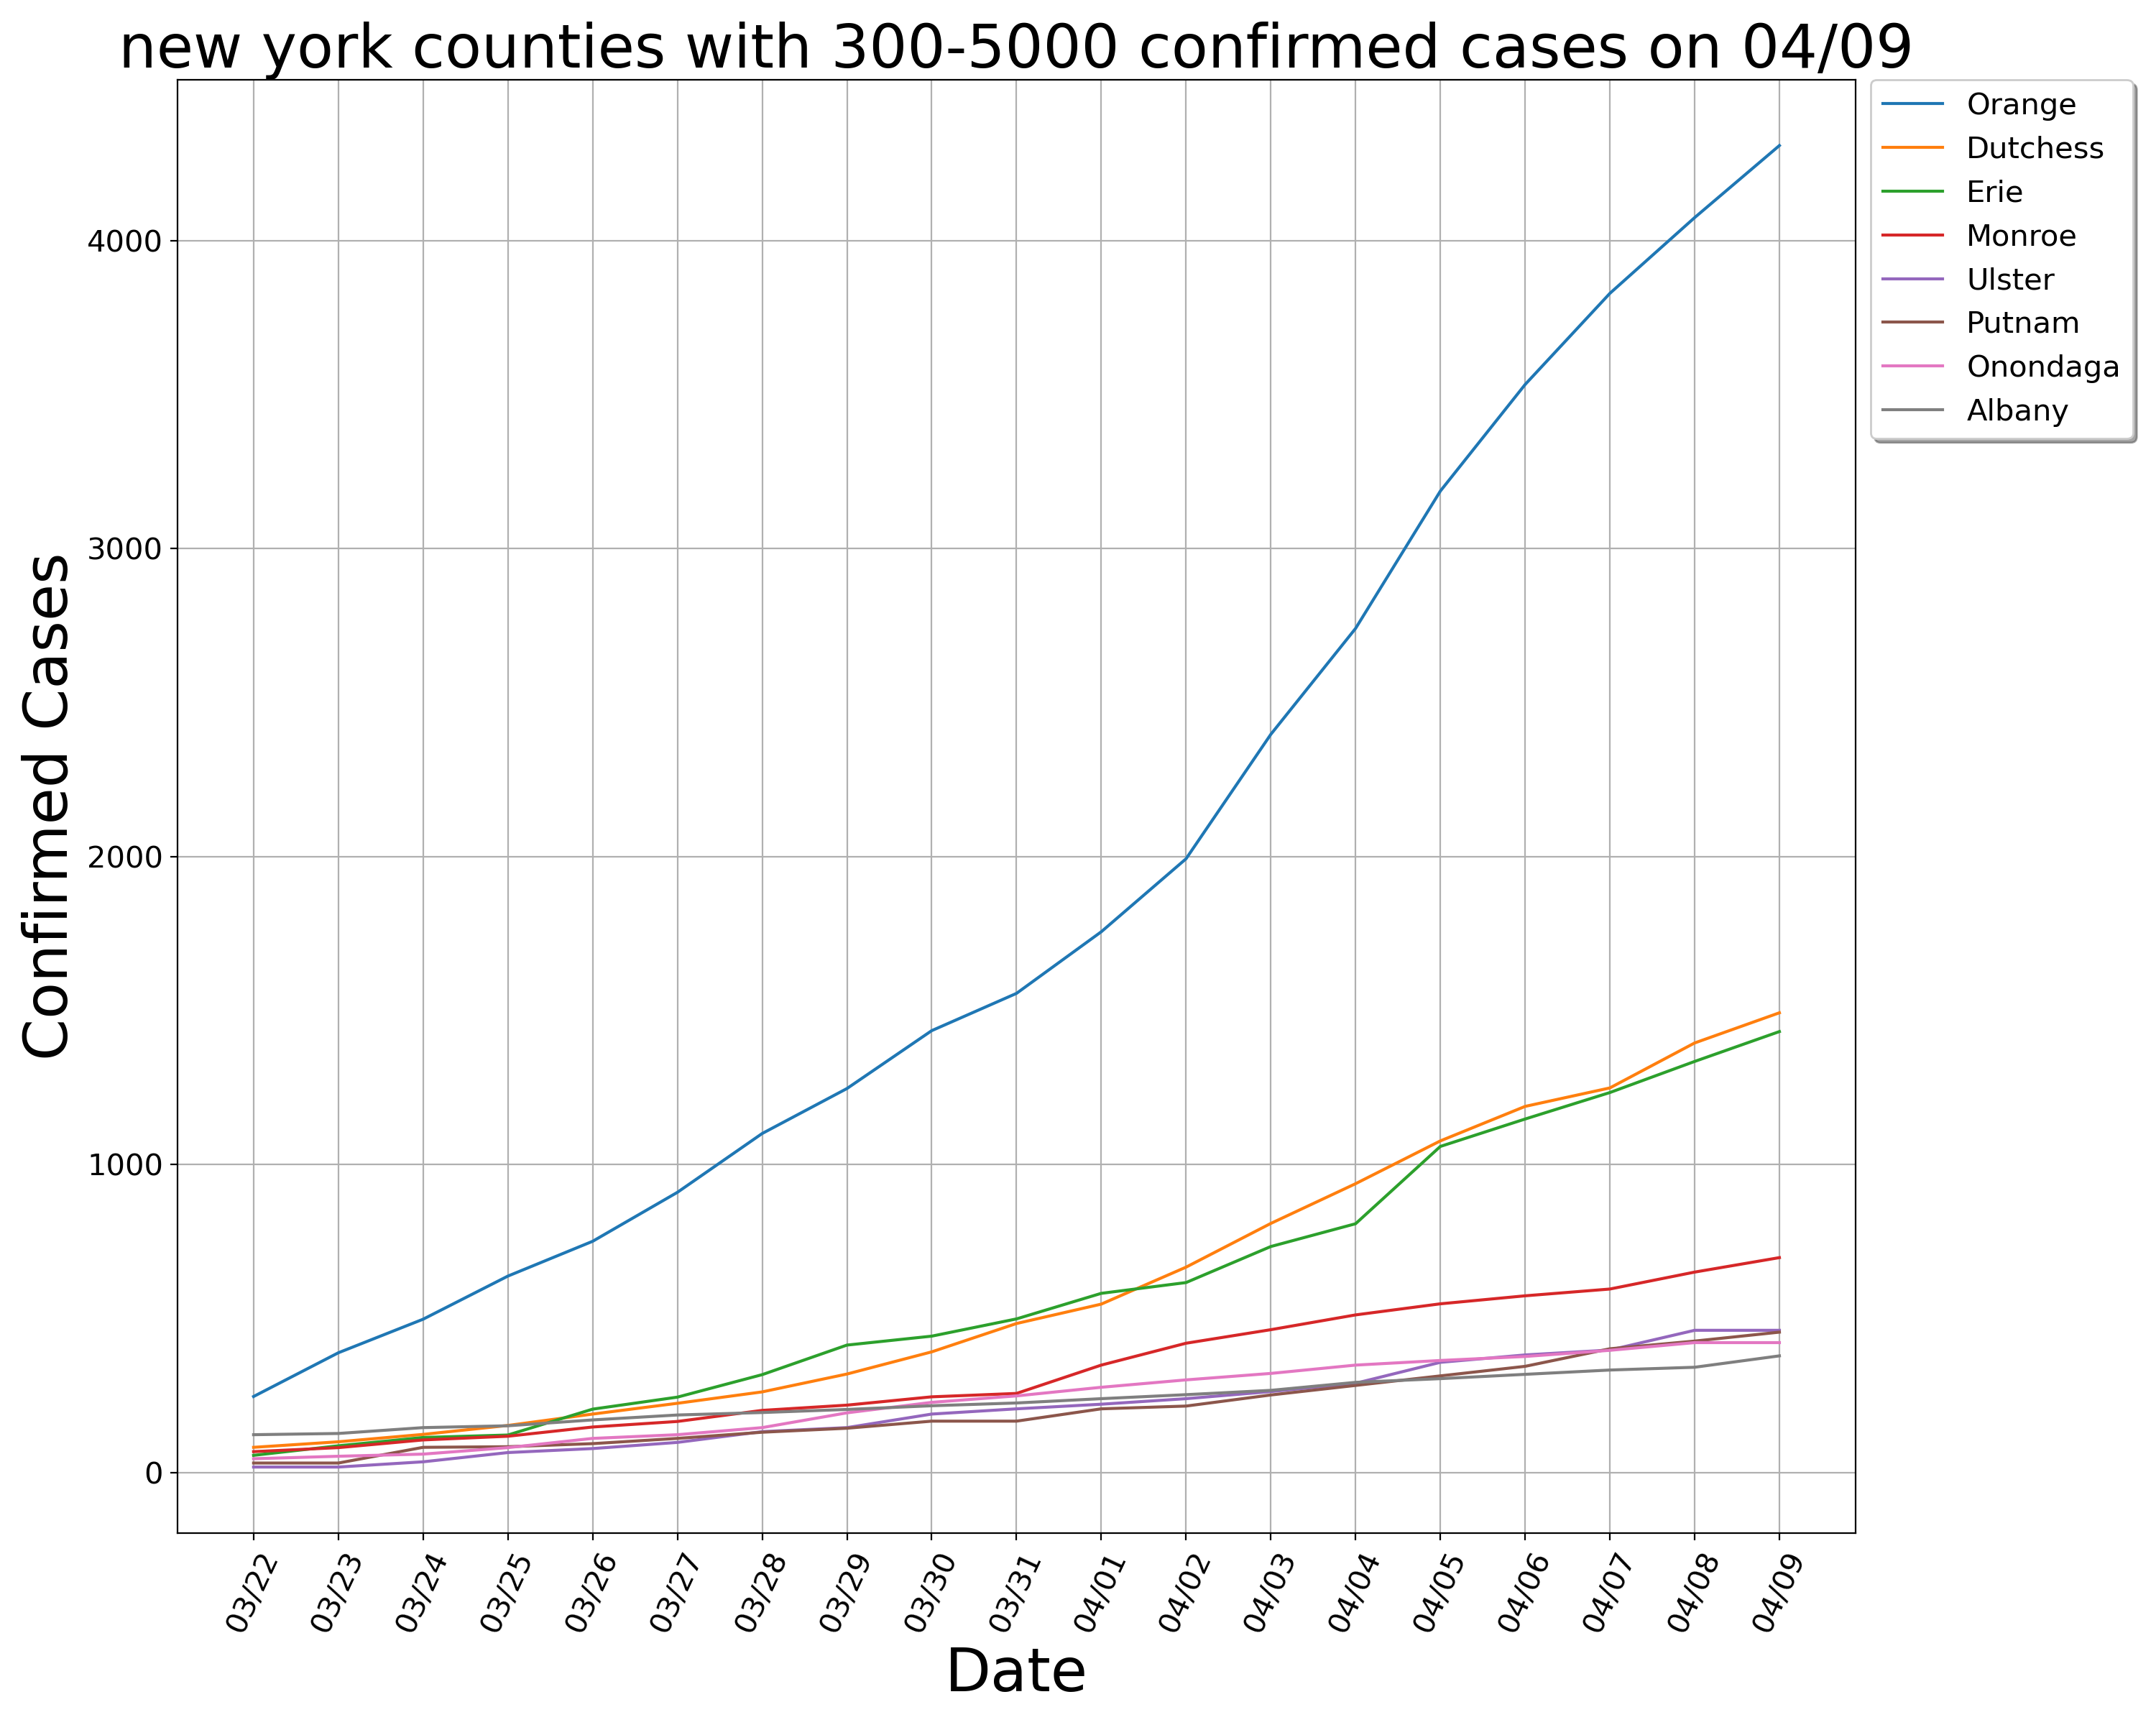 new york counties with 300-5000 confirmed cases on 04/09
Orange
Dutchess
Erie
Monroe
Ulster
Putnam
Onondaga
Albany
Confirmed Cases
4000
3000
2000
1000
0
03/22
03/23
03/24
03/25
03/26
03/27
03/28
03/29
03/30
03/31
04/01
04/02
04/03
04/04
04/05
04/06
04/07
04/08
04/09
Date